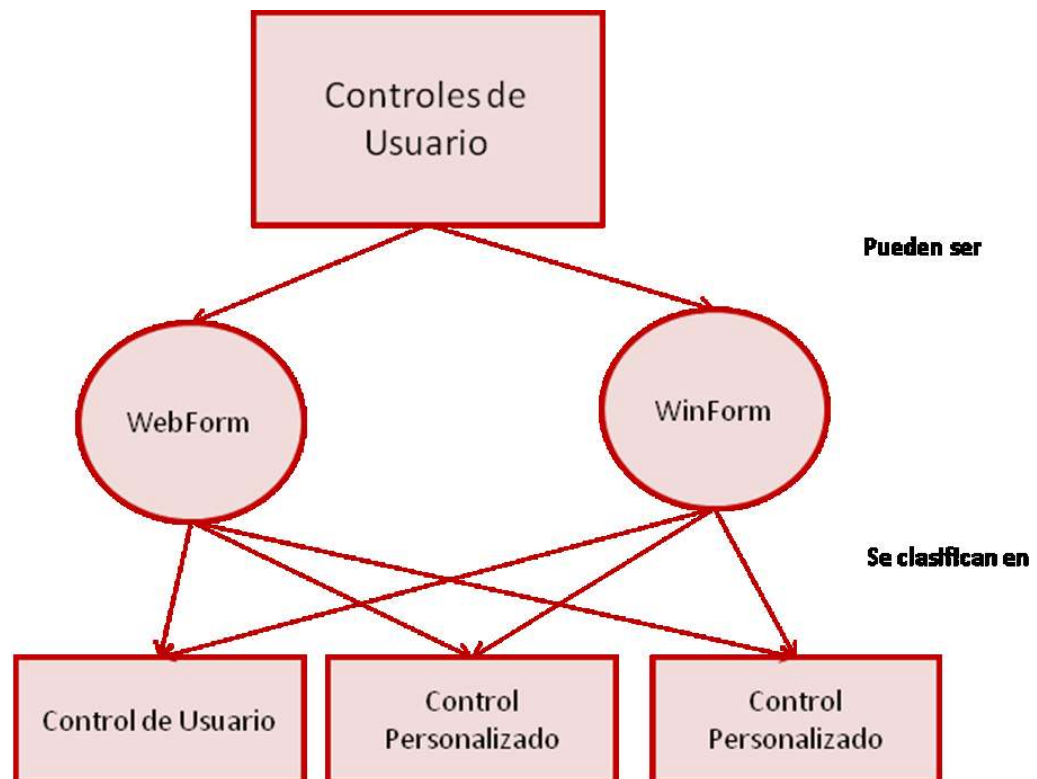 Controles de
Usuario
Pueden ser
WebForm
WinForm
Se clasifican en
Control de Usuario
Control
Personalizado
Control
Personalizado